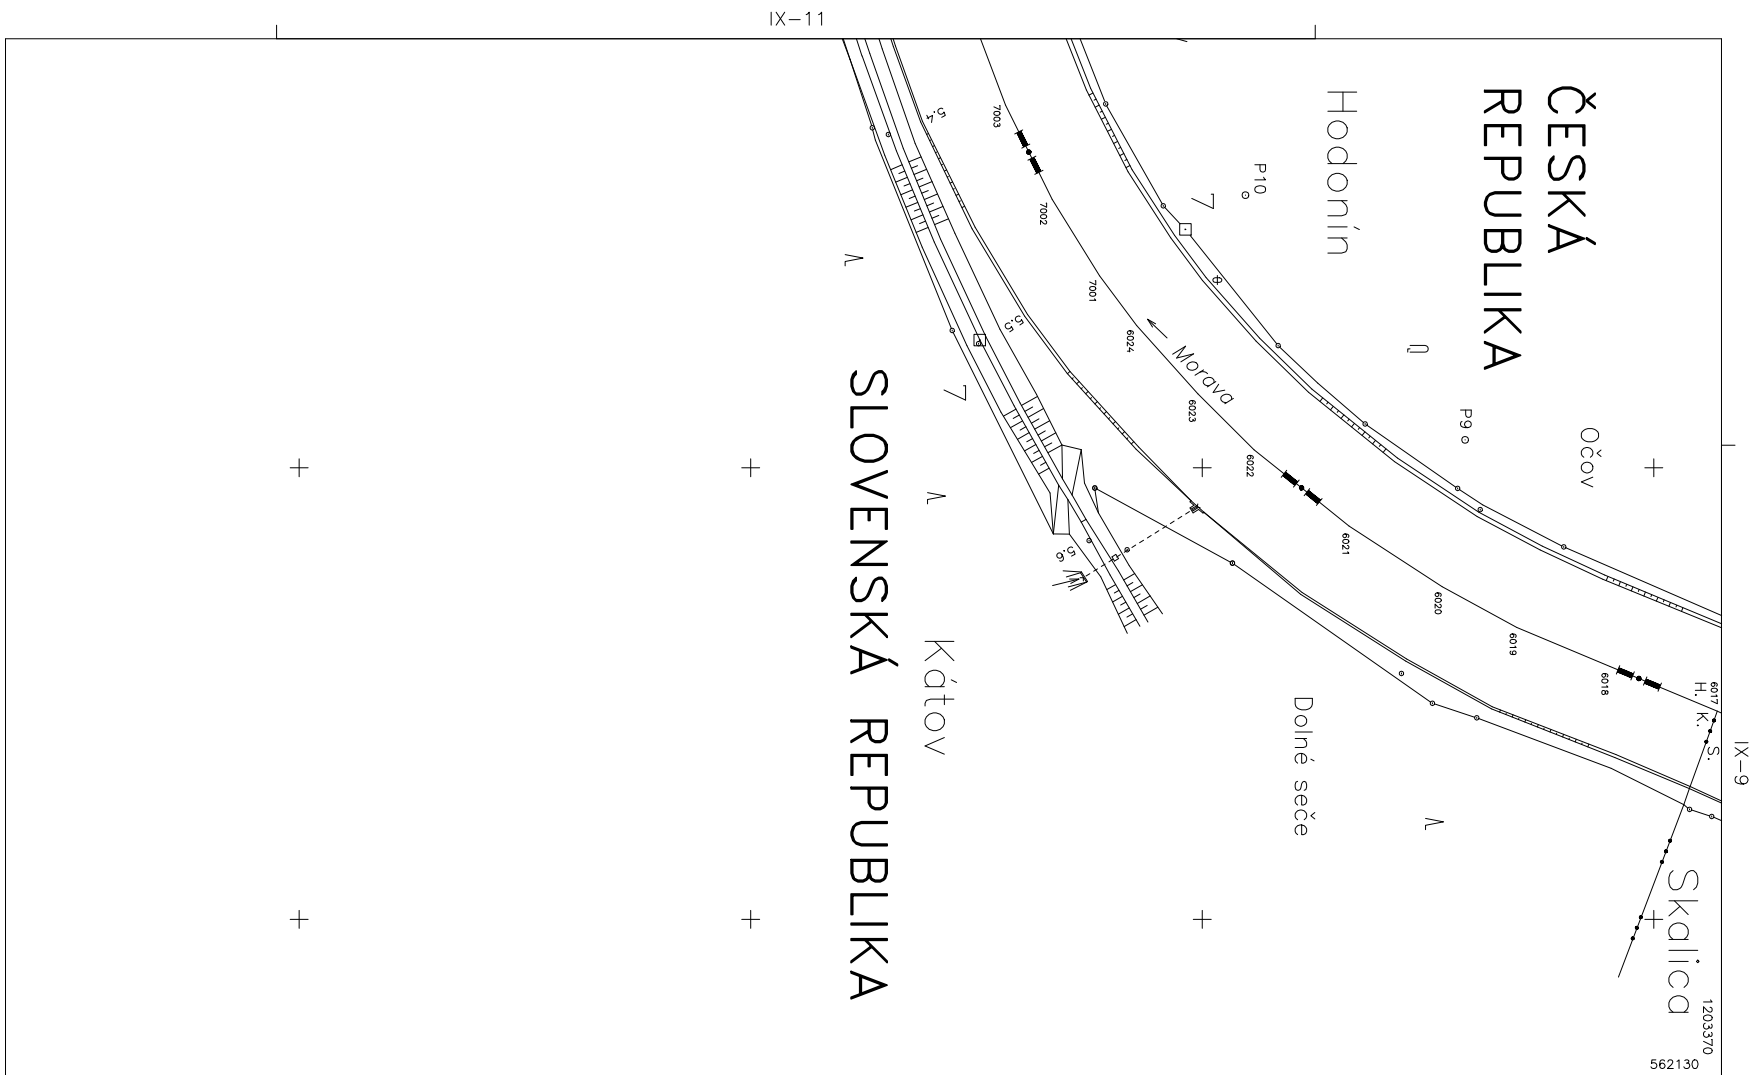 IX-11
ČESKÁ
REPUBLIKA
Hodonín
P10
7
5.4
7003
7002
7001
6024
Morava
6023
6022
5.5
7
P9
Očov
6021
6020
6019
6018
6017
H.
K.
S.
IX-9
5.6
SLOVENSKÁ REPUBLIKA
Kátov
Dolné seče
Skalica
1203370
562130